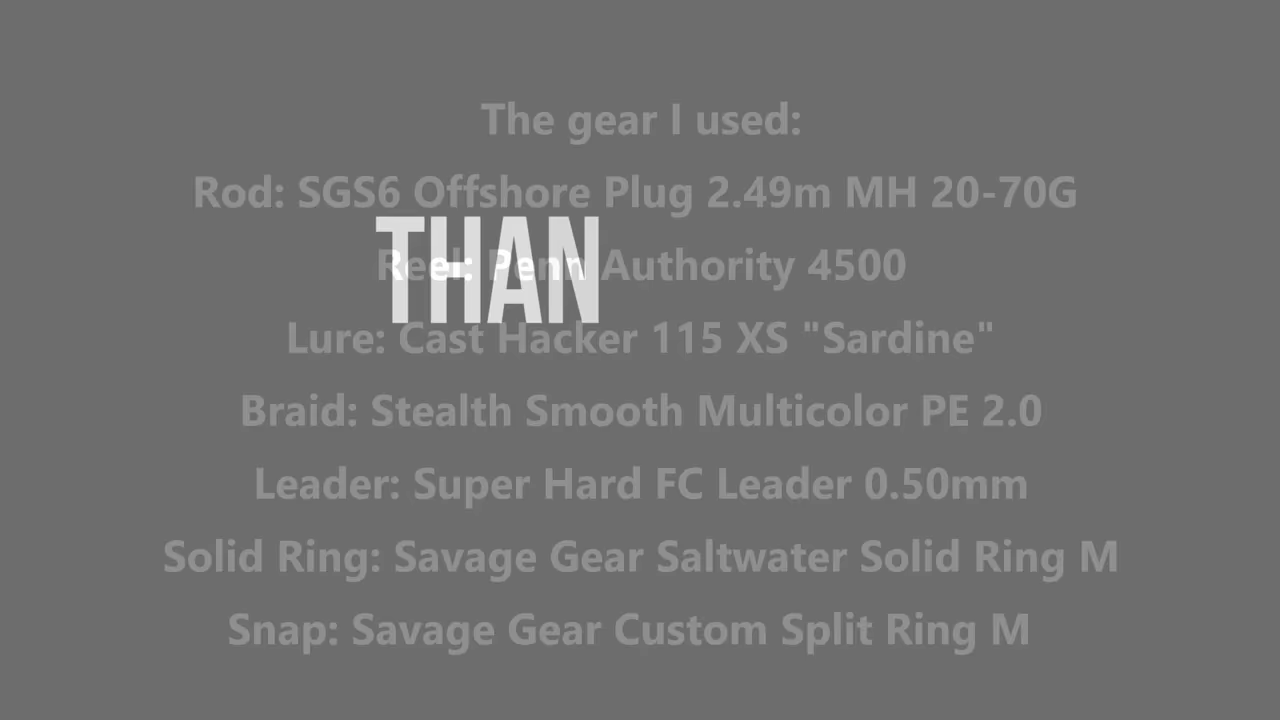 The gear I used:
Rod: SGS6 Offshore Plug 2.49m MH 20-70G
THAN
Reel: Penn Authority 4500
Lure: Cast Hacker 115 XS "Sardine"
Braid: Stealth Smooth Multicolor PE 2.0
Leader: Super Hard FC Leader 0.50mm
Solid Ring: Savage Gear Saltwater Solid Ring M
Snap: Savage Gear Custom Split Ring M